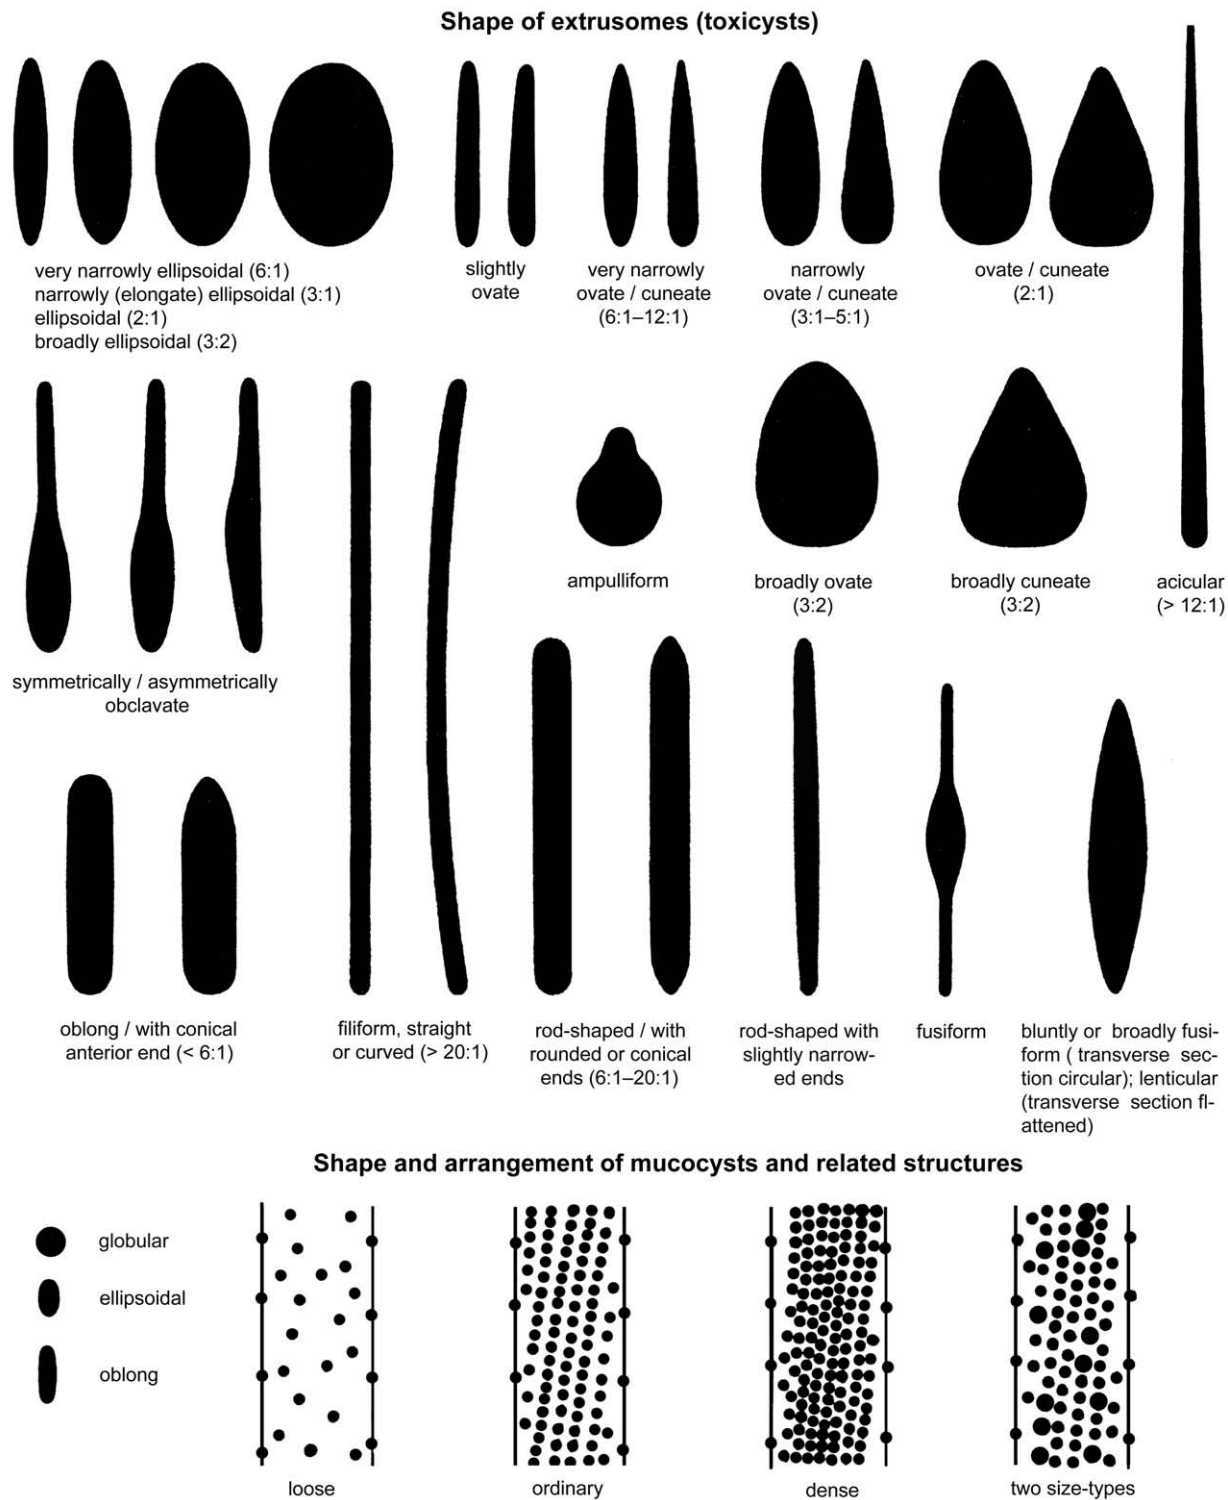 Shape of extrusomes (toxicysts)
very narrowly ellipsoidal (6:1)
narrowly (elongate) ellipsoidal (3:1)
ellipsoidal (2:1)
broadly ellipsoidal (3:2)
slightly
ovate
very narrowly
ovate / cuneate
(6:1–12:1)
narrowly
ovate / cuneate
(3:1–5:1)
ovate / cuneate
(2:1)
ampulliform
broadly ovate
(3:2)
broadly cuneate
(3:2)
acicular
(> 12:1)
symmetrically / asymmetrically
obclavate
oblong / with conical
anterior end (< 6:1)
filiform, straight
or curved (> 20:1)
rod-shaped / with
rounded or conical
ends (6:1–20:1)
rod-shaped with
slightly narrow-
ed ends
fusiform
bluntly or broadly fusi-
form ( transverse sec-
tion circular); lenticular
(transverse section fl-
attened)
Shape and arrangement of mucocysts and related structures
globular
ellipsoidal
oblong
loose
ordinary
dense
two size-types